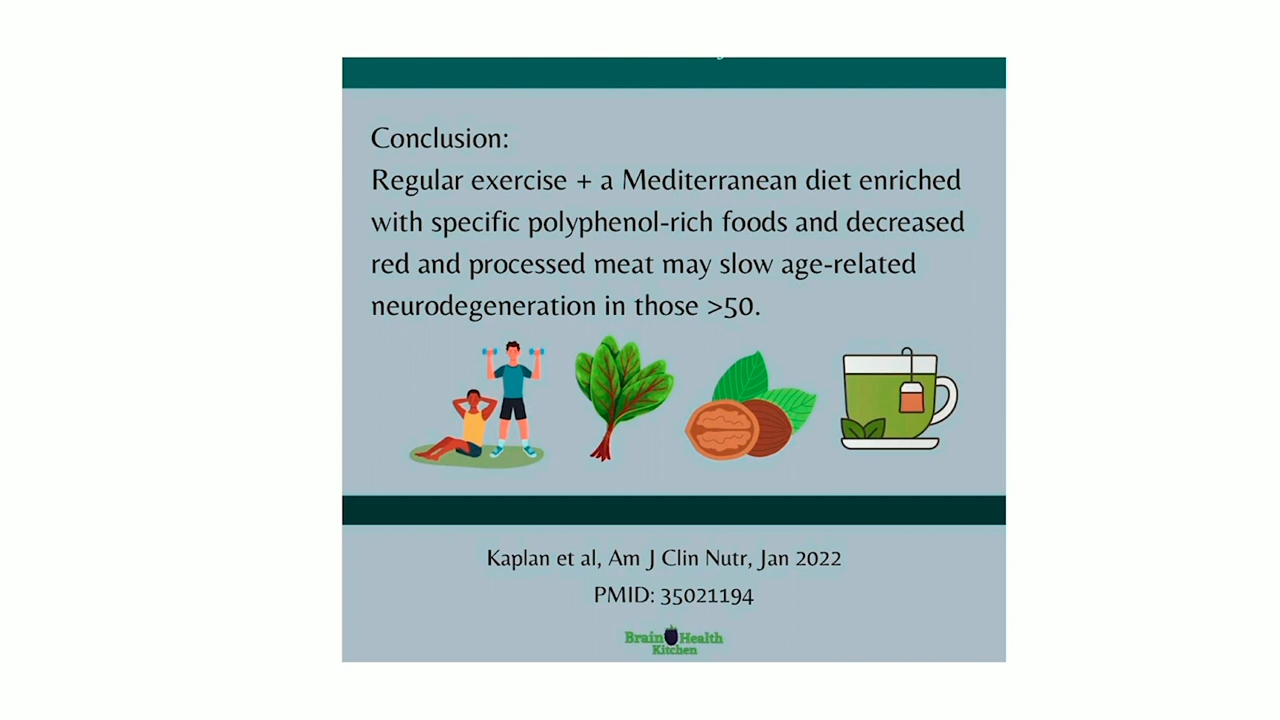 Conclusion:
Regular exercise + a Mediterranean diet enriched
with specific polyphenol-rich foods and decreased
red and processed meat may slow age-related
neurodegeneration in those >50.
Kaplan et al, Am J Clin Nutr, Jan 2022
PMID: 35021194
Brain Health
Kitchen